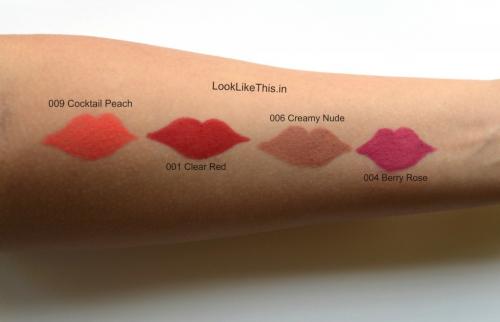 LookLikeThis.in
009 Cocktail Peach
001 Clear Red
006 Creamy Nude
004 Berry Rose